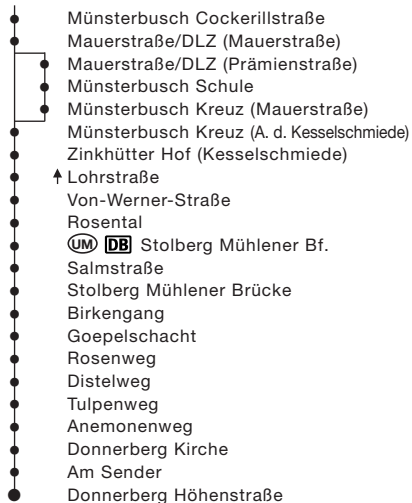 Münsterbusch Cockerillstraße
Mauerstraße/DLZ (Mauerstraße)
Mauerstraße/DLZ (Prämienstraße)
Münsterbusch Schule
Münsterbusch Kreuz (Mauerstraße)
Münsterbusch Kreuz (A. d. Kesselschmiede)
Zinkhütter Hof (Kesselschmiede)
Lohrstraße
Von-Werner-Straße
Rosental
UM DB Stolberg Mühlener Bf.
Salmstraße
Stolberg Mühlener Brücke
Birkengang
Goepelschacht
Rosenweg
Distelweg
Tulpenweg
Anemonenweg
Donnerberg Kirche
Am Sender
Donnerberg Höhenstraße